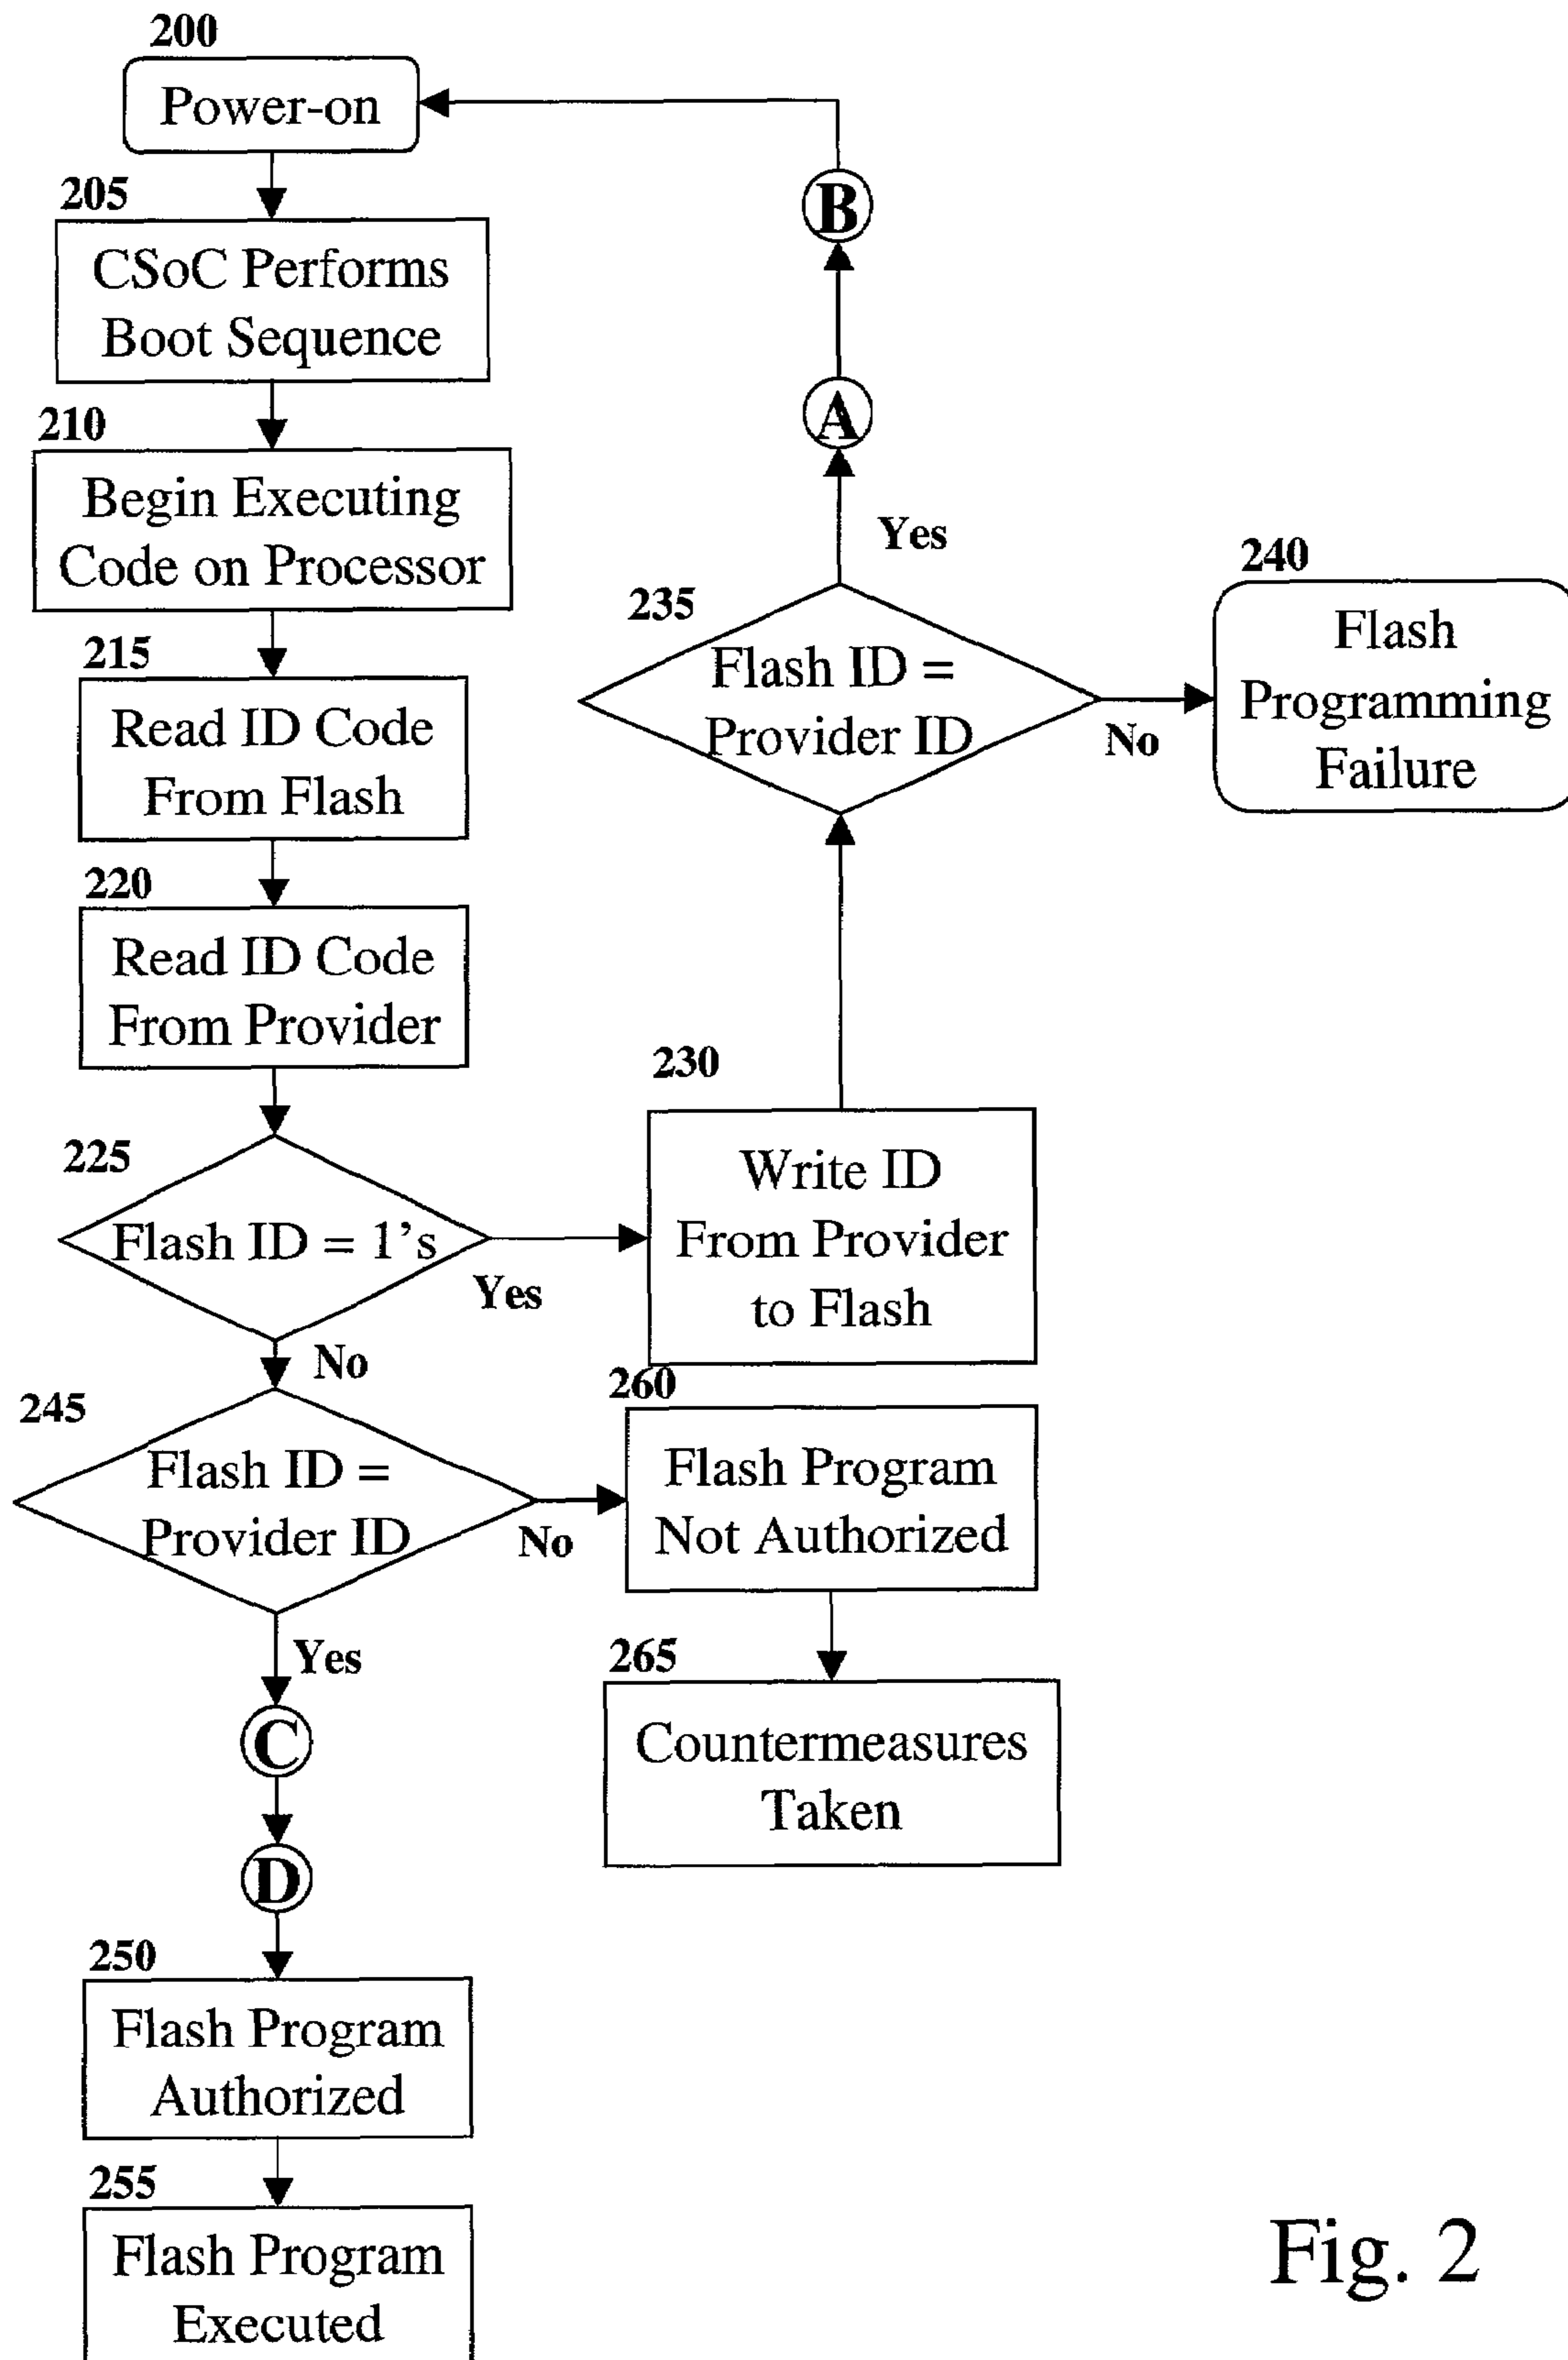 200
Power-on
205
CSoC Performs
Boot Sequence
210
Begin Executing
Code on Processor
215
Read ID Code
From Flash
220
Read ID Code
From Provider
225
Flash ID = 1's
Yes
No
230
Write ID
From Provider
to Flash
235
Flash ID =
Provider ID
Yes
No
A
B
240
Flash
Programming
Failure
245
Flash ID =
Provider ID
No
Yes
260
Flash Program
Not Authorized
265
Countermeasures
Taken
C
D
250
Flash Program
Authorized
255
Flash Program
Executed
Fig. 2